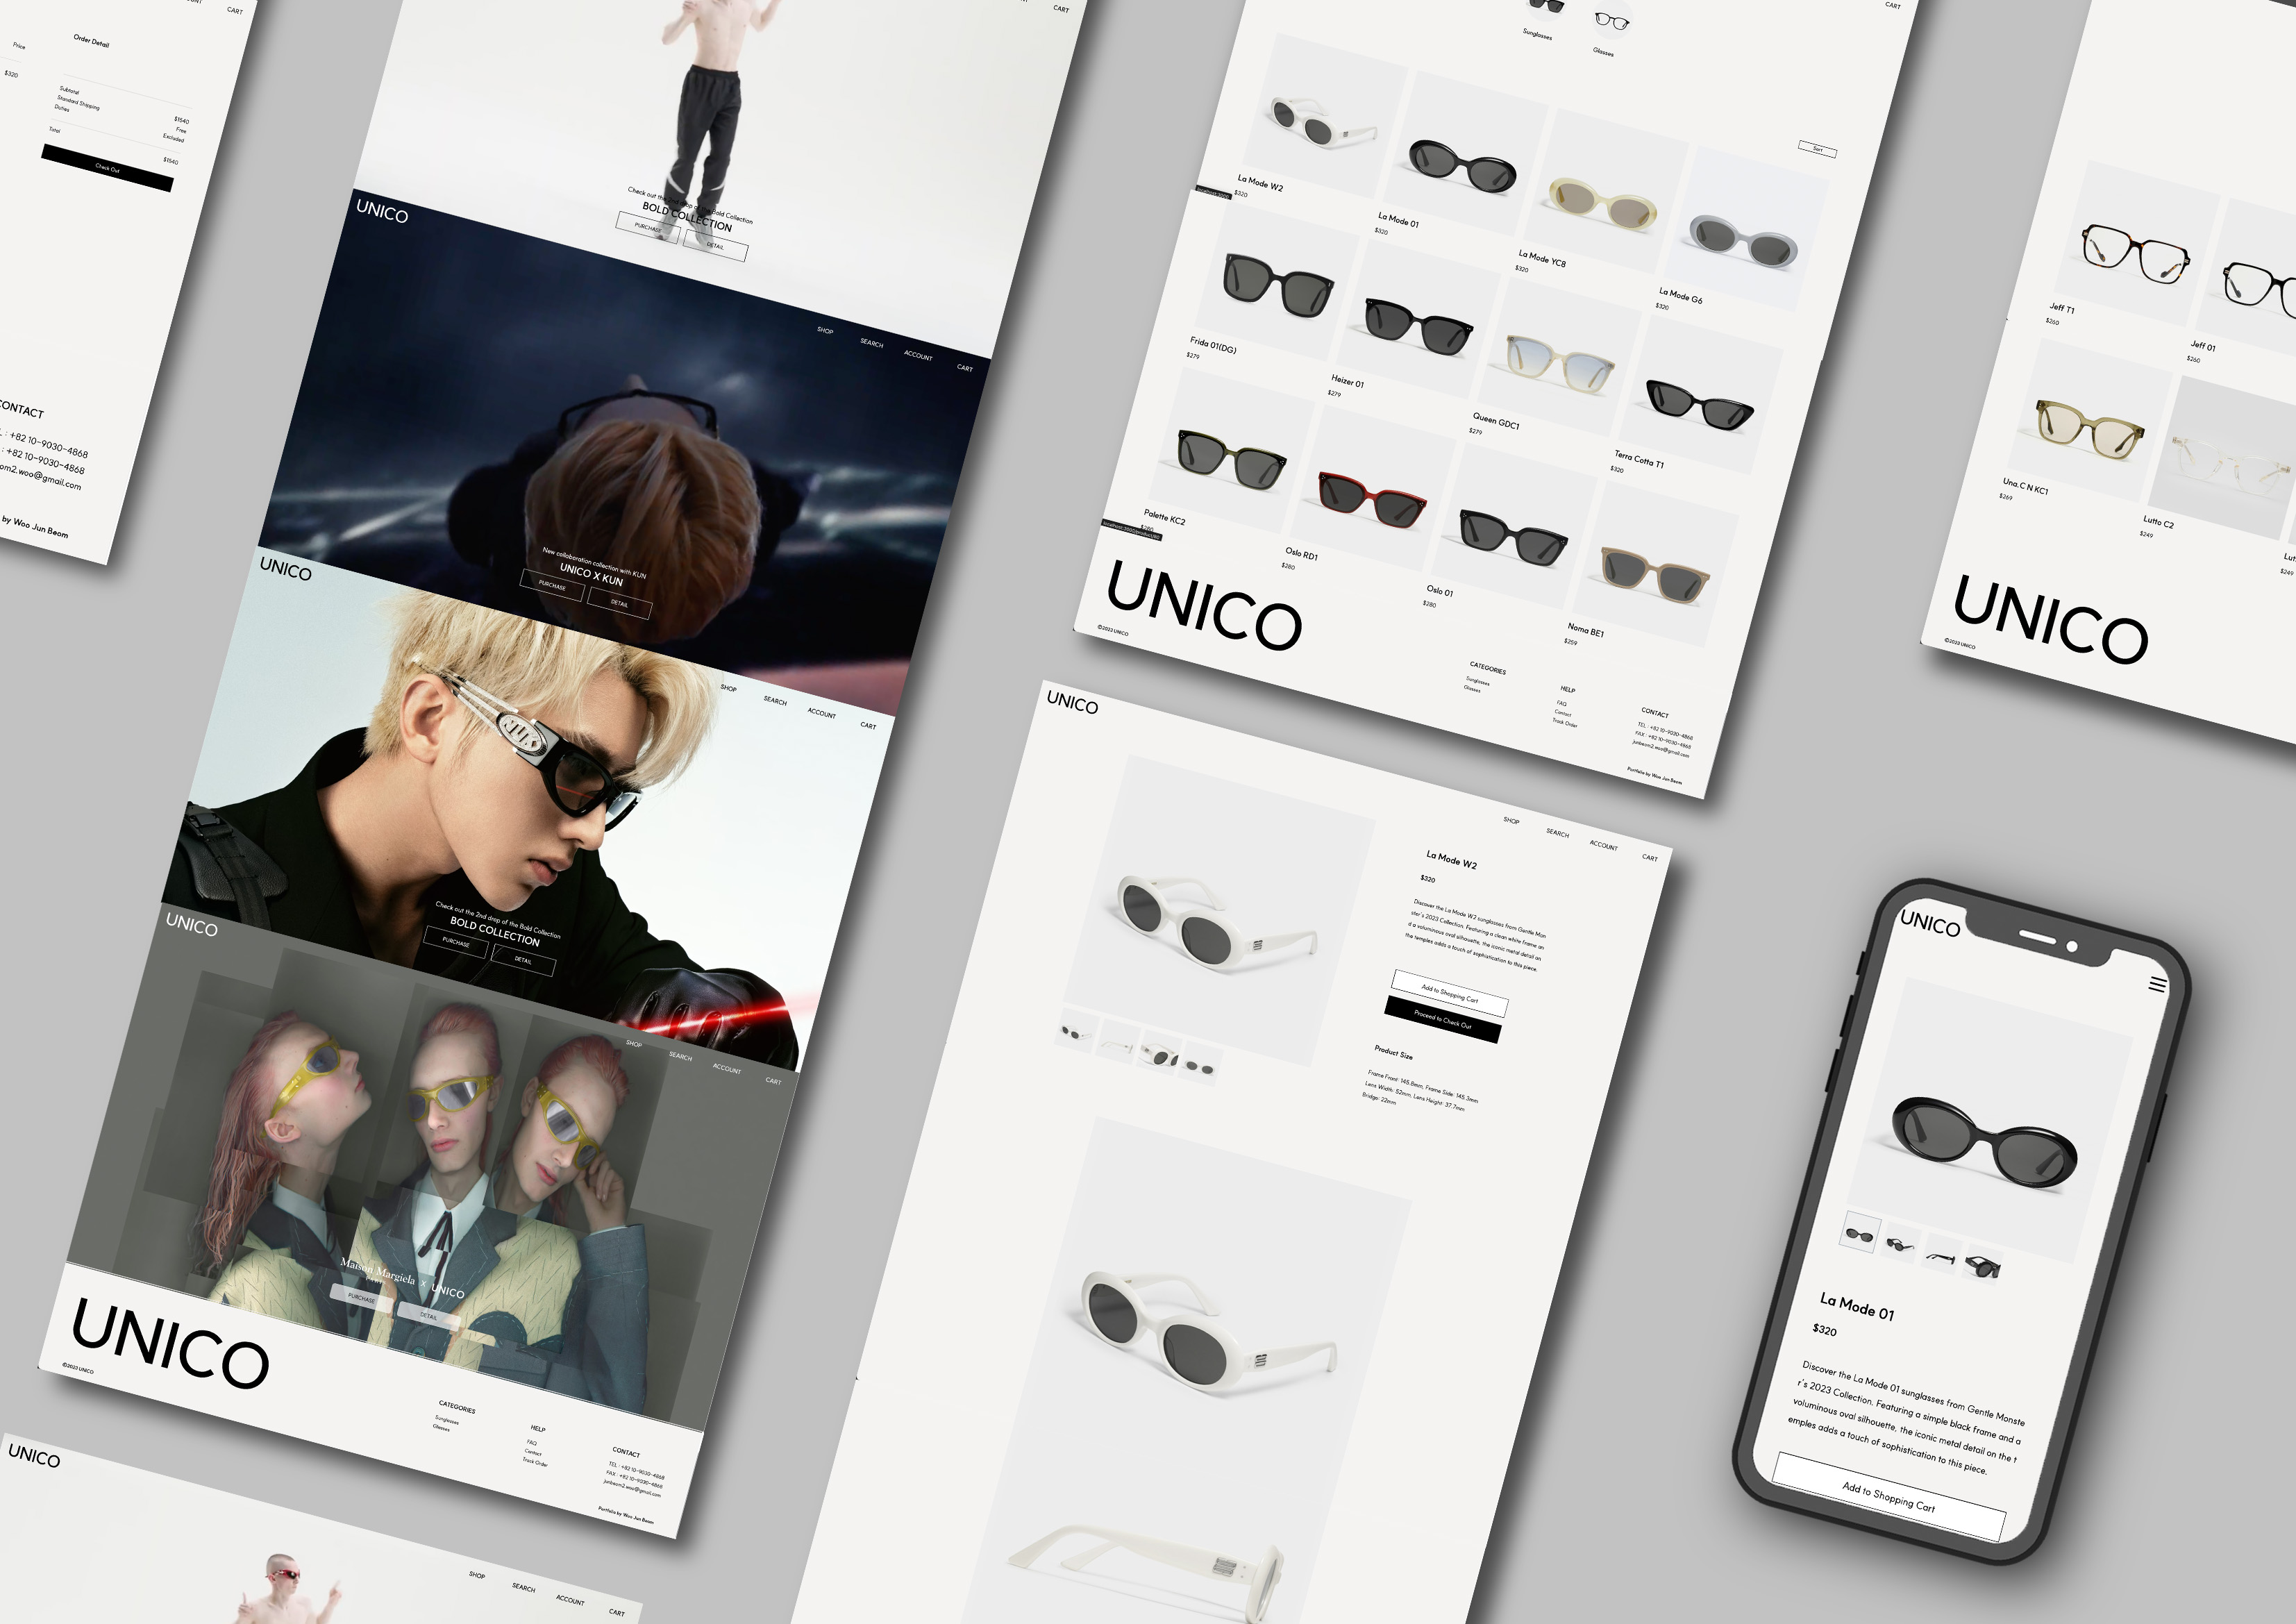 CART
Order Detail
Price
$320
Subtotal
$1540
Standard Shipping
Free
Duties
Excluded
Total
$1540
Check Out
CONTACT
: +82 10-9030-4868
: +82 10-9030-4868
om2.woo@gmail.com
by Woo Jun Beom
CART
Check out the 2nd drop of the Bold Collection
BOLD COLLECTION
PURCHASE
DETAIL
UNICO
SHOP
SEARCH
ACCOUNT
CART
New collaboration collection with KUN
UNICO X KUN
PURCHASE
DETAIL
UNICO
SHOP
SEARCH
ACCOUNT
CART
Check out the 2nd drop of the Bold Collection
BOLD COLLECTION
PURCHASE
DETAIL
UNICO
SHOP
SEARCH
ACCOUNT
CART
Maison Margiela x UNICO
PURCHASE
DETAIL
UNICO
©2023 UNICO
CATEGORIES
Sunglasses
Glasses
HELP
FAQ
Contact
Track Order
CONTACT
TEL : +82 10-9030-4868
FAX : +82 10-9030-4868
junbeom2.woo@gmail.com
Portfolio by Woo Jun Beom
UNICO
SHOP
SEARCH
ACCOUNT
CART
CART
Sunglasses
Glasses
Sort
La Mode W2
$320
La Mode 01
$320
La Mode YC8
$320
La Mode G6
$320
Frida 01(DG)
$279
Heizer 01
$279
Queen GDC1
$279
Terra Cotta T1
$320
Palette KC2
$280
Oslo RD1
$280
Oslo 01
$280
Noma BE1
$259
UNICO
©2023 UNICO
CATEGORIES
Sunglasses
Glasses
HELP
FAQ
Contact
Track Order
CONTACT
TEL : +82 10-9030-4868
FAX : +82 10-9030-4868
junbeom2.woo@gmail.com
Portfolio by Woo Jun Beom
UNICO
SHOP
SEARCH
ACCOUNT
CART
La Mode W2
$320
Discover the La Mode W2 sunglasses from Gentle Mon
ster's 2023 Collection. Featuring a clean white frame an
d a voluminous oval silhouette, the iconic metal detail on
the temples adds a touch of sophistication to this piece.
Add to Shopping Cart
Proceed to Check Out
Product Size
Frame Front: 145.8mm, Frame Side: 145.3mm
Lens Width: 52mm, Lens Height: 37.7mm
Bridge: 22mm
Jeff T1
$260
Jeff 01
$260
Una.C N KC1
$269
Lutto C2
$249
$249
UNICO
©2023 UNICO
UNICO
La Mode 01
$320
Discover the La Mode 01 sunglasses from Gentle Monste
r's 2023 Collection. Featuring a simple black frame and a
voluminous oval silhouette, the iconic metal detail on the t
emples adds a touch of sophistication to this piece.
Add to Shopping Cart